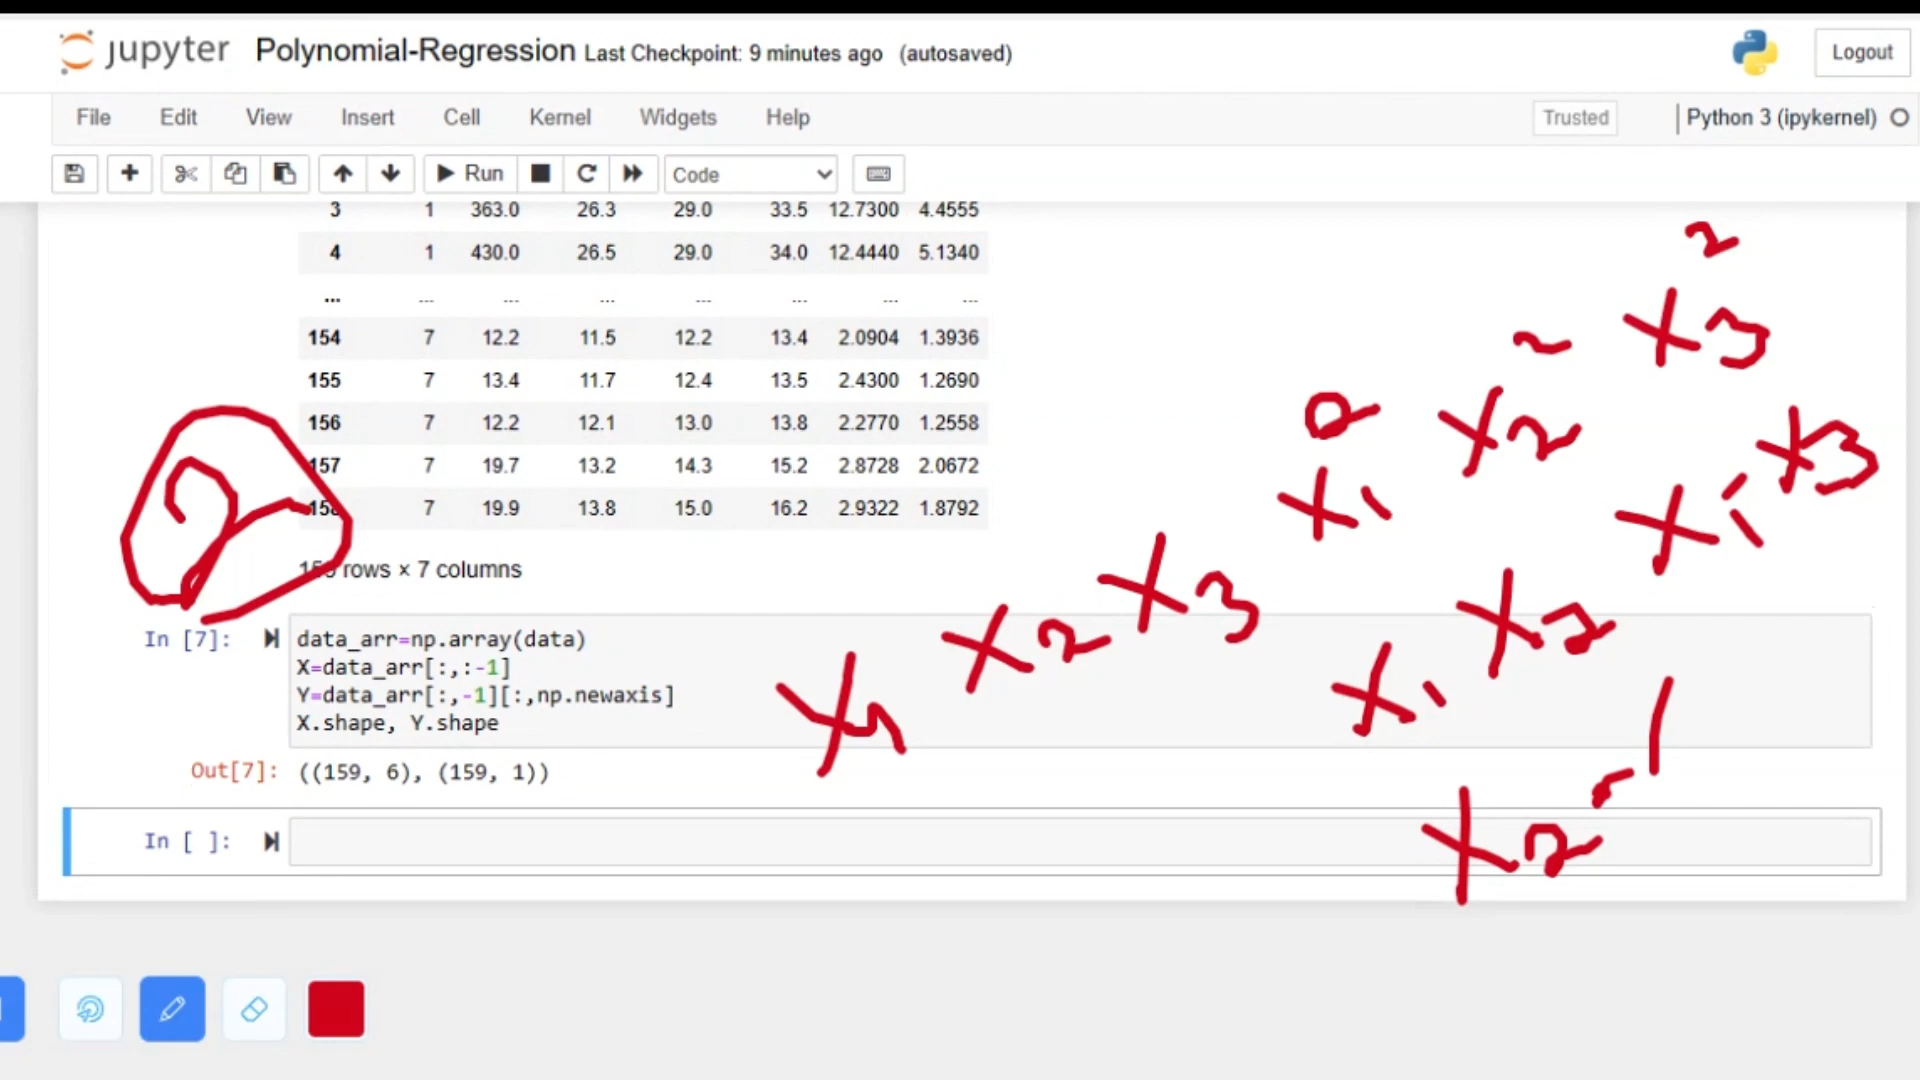 jupyter Polynomial-Regression Last Checkpoint: 9 minutes ago (autosaved) Logout
File Edit View Insert Cell Kernel Widgets Help Trusted Python 3 (ipykernel)
Run Code
3 1 363.0 26.3 29.0 33.5 12.7300 4.4555
4 1 430.0 26.5 29.0 34.0 12.4440 5.1340
... ... ... ... ... ... ... ...
154 7 12.2 11.5 12.2 13.4 2.0904 1.3936
155 7 13.4 11.7 12.4 13.5 2.4300 1.2690
156 7 12.2 12.1 13.0 13.8 2.2770 1.2558
157 7 19.7 13.2 14.3 15.2 2.8728 2.0672
158 7 19.9 13.8 15.0 16.2 2.9322 1.8792
159 rows × 7 columns
In [7]: data_arr=np.array(data)
X=data_arr[:,:-1]
Y=data_arr[:,-1][:,np.newaxis]
X.shape, Y.shape
Out[7]: ((159, 6), (159, 1))
In [ ]:
2
x1 x2 x3
x1² x2² x3²
x1 x2
x1 x3
x2